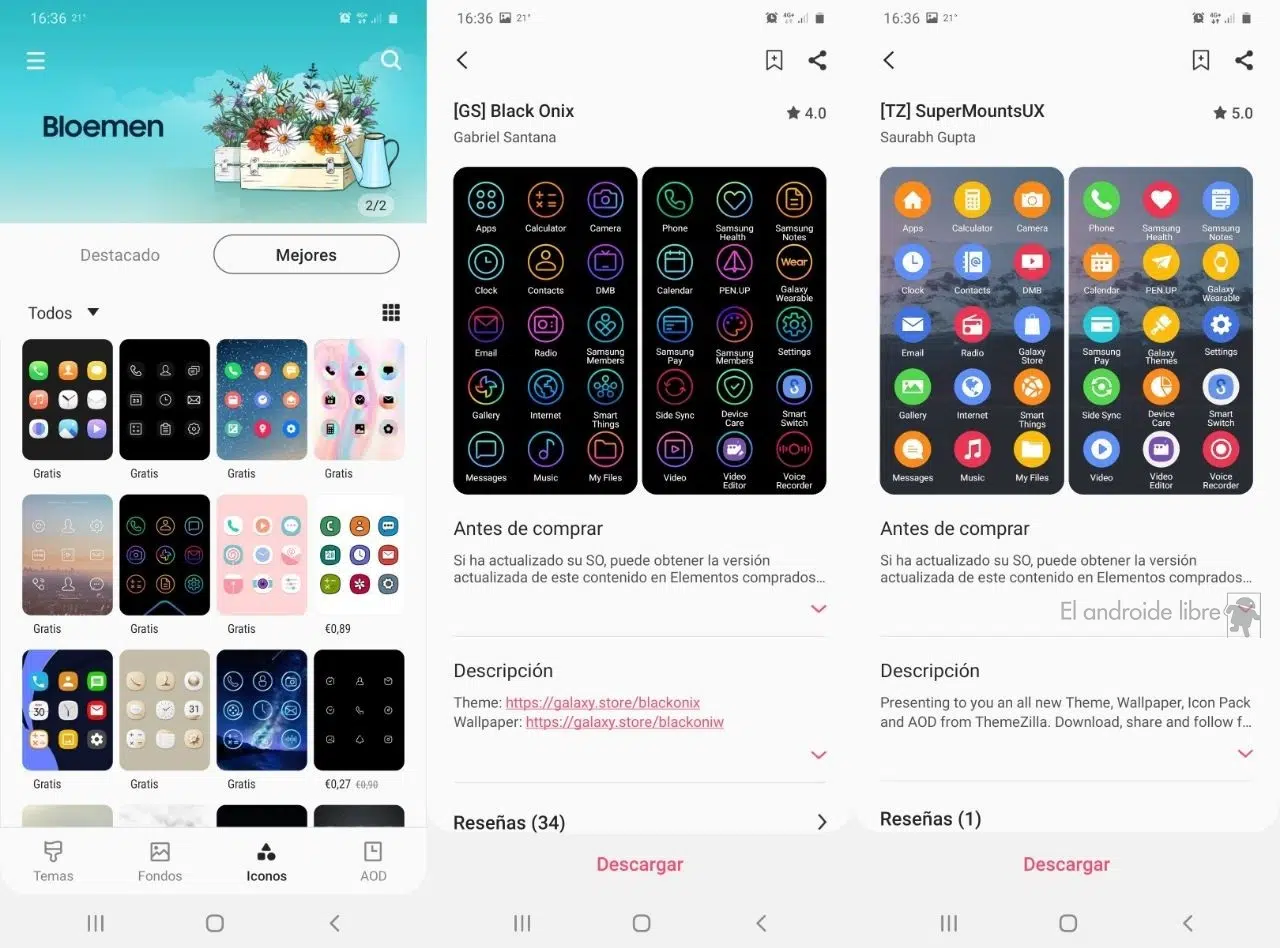 16:36 21°
4G+
Bloemen
2/2
Destacado
Mejores
Todos
Gratis
Gratis
Gratis
Gratis
Gratis
Gratis
Gratis
€0,89
30
31
Gratis
Gratis
Gratis
€0,27 €0,90
Temas
Fondos
Iconos
AOD
16:36 21°
4G+
[GS] Black Onix
4.0
Gabriel Santana
Apps
Calculator
Camera
Phone
Samsung
Health
Samsung
Notes
Clock
Contacts
DMB
Calendar
PEN.UP
Wear
Galaxy
Wearable
Email
Radio
Samsung
Members
Samsung
Pay
Samsung
Members
Settings
Gallery
Internet
Smart
Things
Side Sync
Device
Care
Smart
Switch
Messages
Music
My Files
Video
Video
Editor
Voice
Recorder
Antes de comprar
Si ha actualizado su SO, puede obtener la versión
actualizada de este contenido en Elementos comprados...
Descripción
Theme: https://galaxy.store/blackonix
Wallpaper: https://galaxy.store/blackoniw
Reseñas (34)
Descargar
16:36 21°
4G+
[TZ] SuperMountsUX
5.0
Saurabh Gupta
Apps
Calculator
Camera
Phone
Samsung
Health
Samsung
Notes
Clock
Contacts
DMB
Calendar
PEN.UP
Galaxy
Wearable
Email
Radio
Galaxy
Store
Samsung
Pay
Galaxy
Themes
Settings
Gallery
Internet
Smart
Things
Side Sync
Device
Care
Smart
Switch
Messages
Music
My Files
Video
Video
Editor
Voice
Recorder
Antes de comprar
Si ha actualizado su SO, puede obtener la versión
actualizada de este contenido en Elementos comprados...
El androide libre
Descripción
Presenting to you an all new Theme, Wallpaper, Icon Pack
and AOD from ThemeZilla. Download, share and follow f...
Reseñas (1)
Descargar